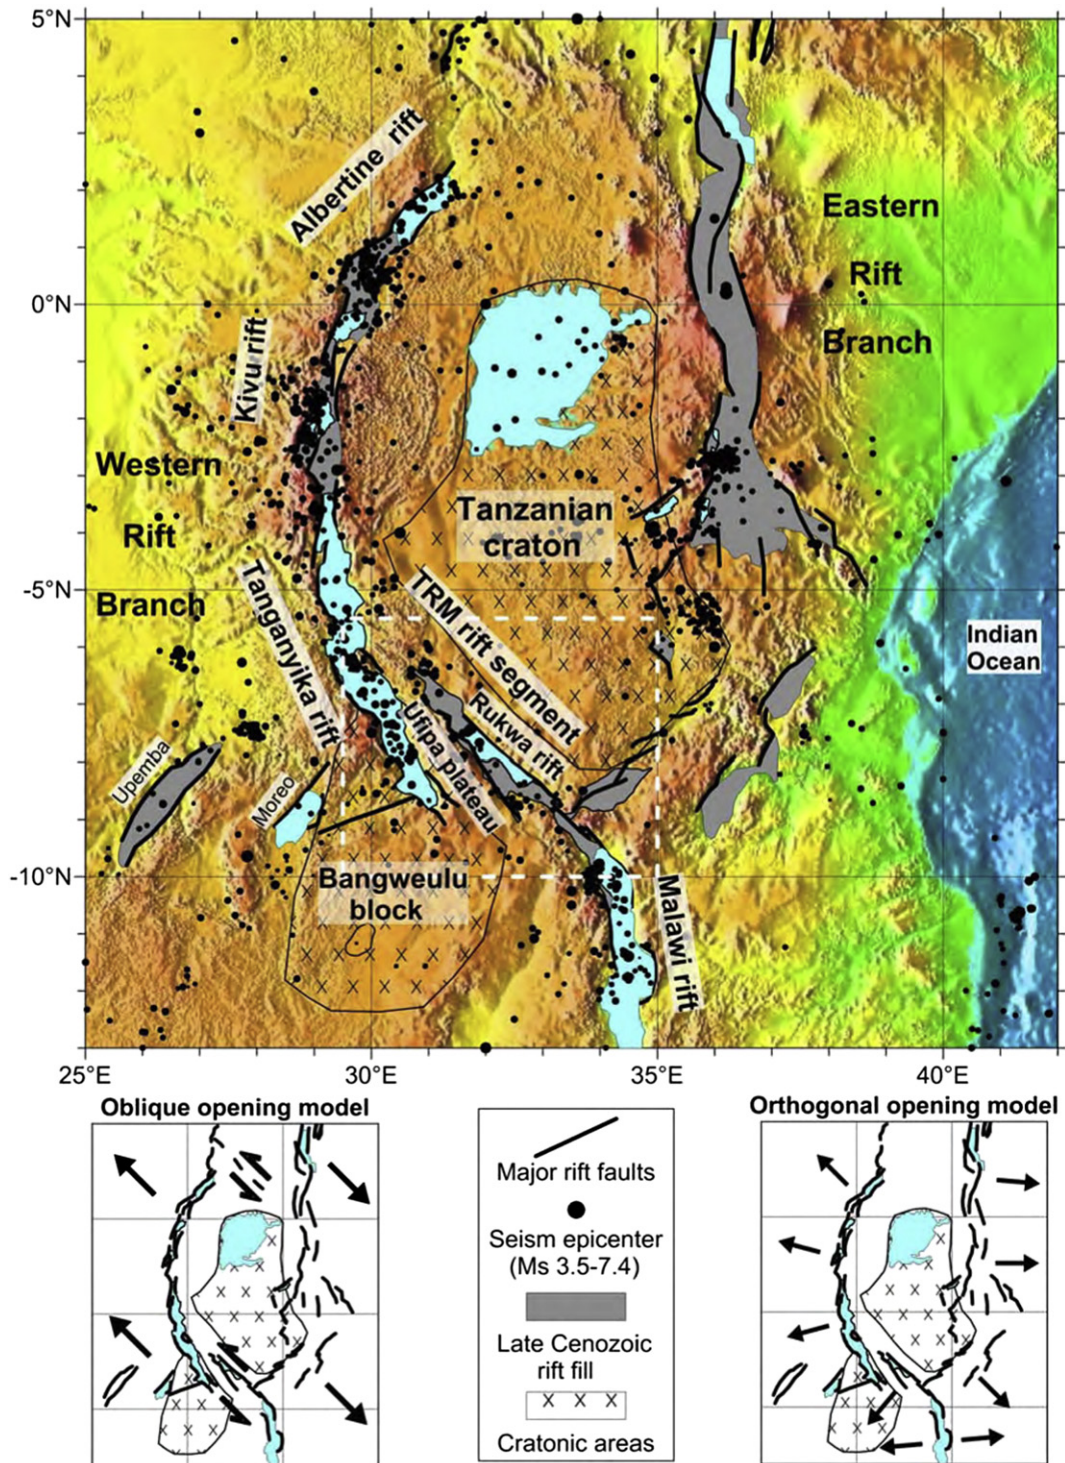 5°N
Albertine rift
Eastern
Rift
Branch
0°N
Kivu rift
Western
Rift
Branch
Tanzanian
craton
-5°N
TRM rift segment
Tanganyika rift
Indian
Ocean
Ufipa plateau
Rukwa rift
Upemba
Moreo
-10°N
Bangweulu
block
Malawi rift
25°E
30°E
35°E
40°E
Oblique opening model
Major rift faults
Seism epicenter
(Ms 3.5-7.4)
Late Cenozoic
rift fill
Cratonic areas
Orthogonal opening model